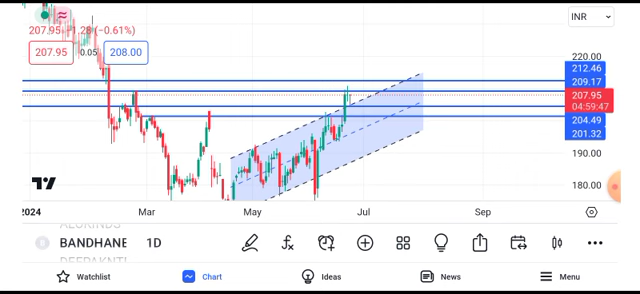 INR
207.95 −1.28 (−0.61%)
207.95 0.05 208.00
220.00
212.46
209.17
207.95
04:59:47
204.49
201.32
190.00
180.00
2024 Mar May Jul Sep
BANDHANB 1D
Watchlist Chart Ideas News Menu